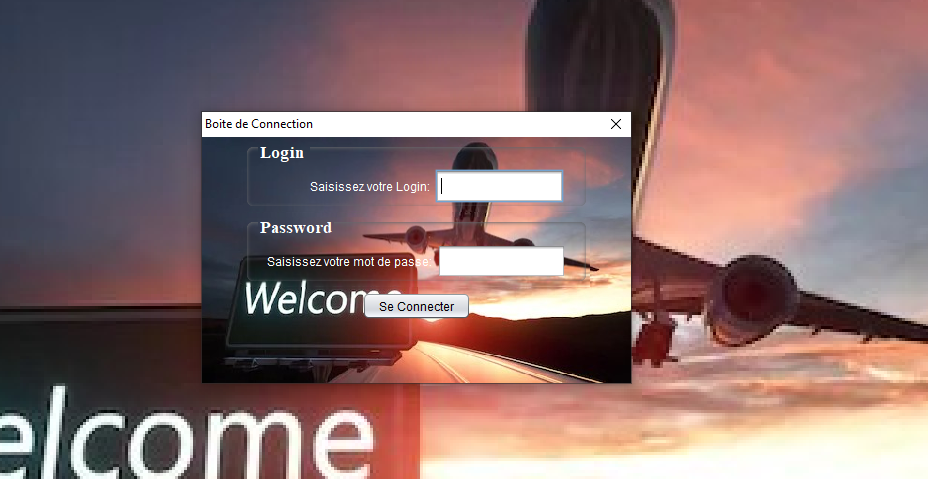 Boite de Connection
Login
Saisissez votre Login:
Password
Saisissez votre mot de passe:
Welcome
Se Connecter
elcome